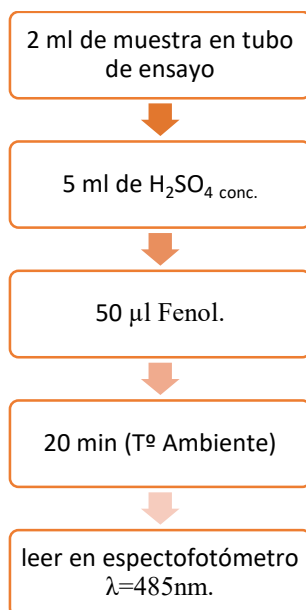 2 ml de muestra en tubo
de ensayo
5 ml de H₂SO₄ conc.
50 µl Fenol.
20 min (Tº Ambiente)
leer en espectofotómetro
λ=485nm.